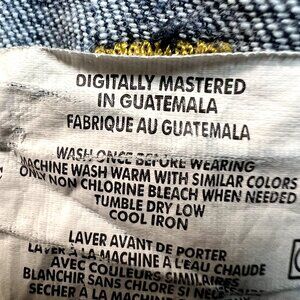 DIGITALLY MASTERED
IN GUATEMALA
FABRIQUE AU GUATEMALA
WASH ONCE BEFORE WEARING
MACHINE WASH WARM WITH SIMILAR COLORS
ONLY NON CHLORINE BLEACH WHEN NEEDED
TUMBLE DRY LOW
COOL IRON
LAVER AVANT DE PORTER
LAVER À LA MACHINE À L'EAU CHAUDE
AVEC COULEURS SIMILAIRES
BLANCHIR SANS CHLORE SI
SÉCHER À LA MACHINE